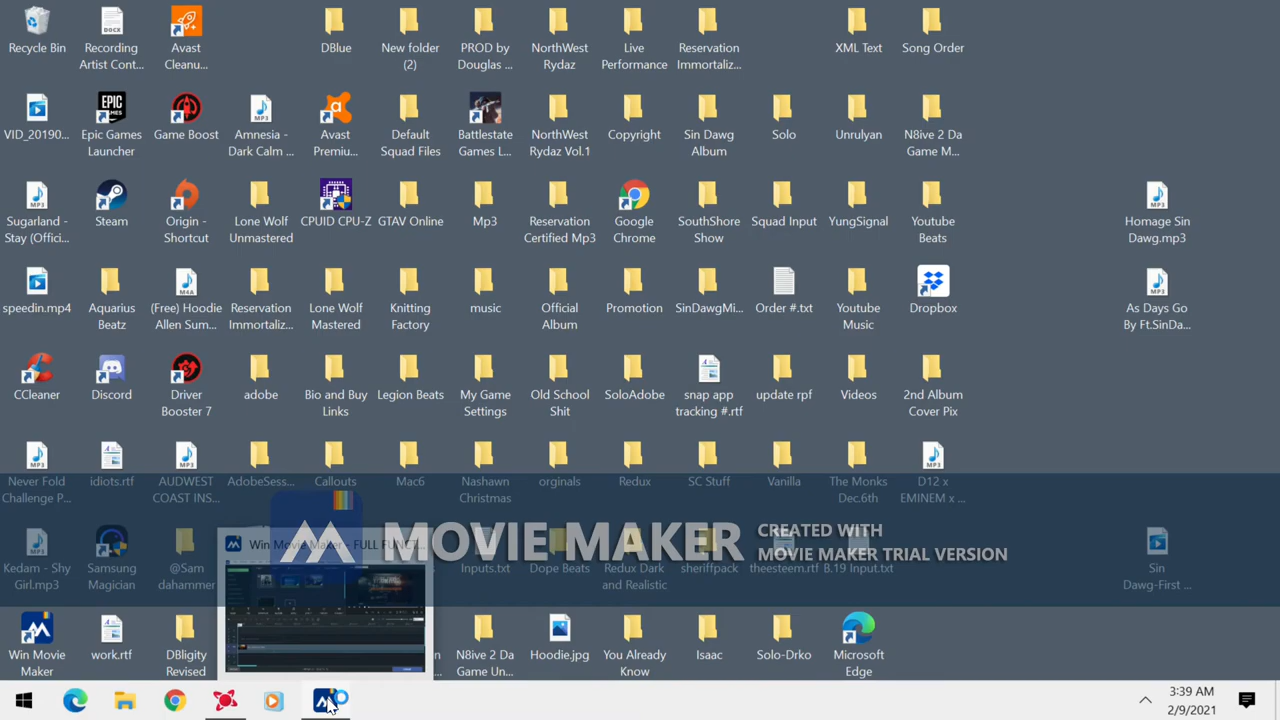 Recycle Bin
Recording
Artist Cont...
Avast
Cleanu...
DBlue
New folder
(2)
PROD by
Douglas ...
NorthWest
Rydaz
Live
Performance
Reservation
Immortaliz...
XML Text
Song Order
VID_20190...
Epic Games
Launcher
Game Boost
Amnesia -
Dark Calm ...
Avast
Premiu...
Default
Squad Files
Battlestate
Games L...
NorthWest
Rydaz Vol.1
Copyright
Sin Dawg
Album
Solo
Unrulyan
N8ive 2 Da
Game M...
Sugarland -
Stay (Offici...
Steam
Origin -
Shortcut
Lone Wolf
Unmastered
CPUID CPU-Z
GTAV Online
Mp3
Reservation
Certified Mp3
Google
Chrome
SouthShore
Show
Squad Input
YungSignal
Youtube
Beats
Homage Sin
Dawg.mp3
speedin.mp4
Aquarius
Beatz
(Free) Hoodie
Allen Sum...
Reservation
Immortaliz...
Lone Wolf
Mastered
Knitting
Factory
music
Official
Album
Promotion
SinDawgMi...
Order #.txt
Youtube
Music
Dropbox
As Days Go
By Ft.SinDa...
CCleaner
Discord
Driver
Booster 7
adobe
Bio and Buy
Links
Legion Beats
My Game
Settings
Old School
Shit
SoloAdobe
snap app
tracking #.rtf
update rpf
Videos
2nd Album
Cover Pix
Never Fold
Challenge P...
idiots.rtf
AUDWEST
COAST INS...
AdobeSess...
Callouts
Mac6
Nashawn
Christmas
orginals
Redux
SC Stuff
Vanilla
The Monks
Dec.6th
D12 x
EMINEM x ...
Kedam - Shy
Girl.mp3
Samsung
Magician
@Sam
dahammer
Win Movie Maker - FULL FUNCT...
MOVIE MAKER
CREATED WITH
MOVIE MAKER TRIAL VERSION
Inputs.txt
Dope Beats
Redux Dark
and Realistic
sheriffpack
theesteem.rtf
8.19 Input.txt
Sin
Dawg-First ...
Win Movie
Maker
work.rtf
DBligity
Revised
N8ive 2 Da
Game Un...
Hoodie.jpg
You Already
Know
Isaac
Solo-Drko
Microsoft
Edge
3:39 AM
2/9/2021